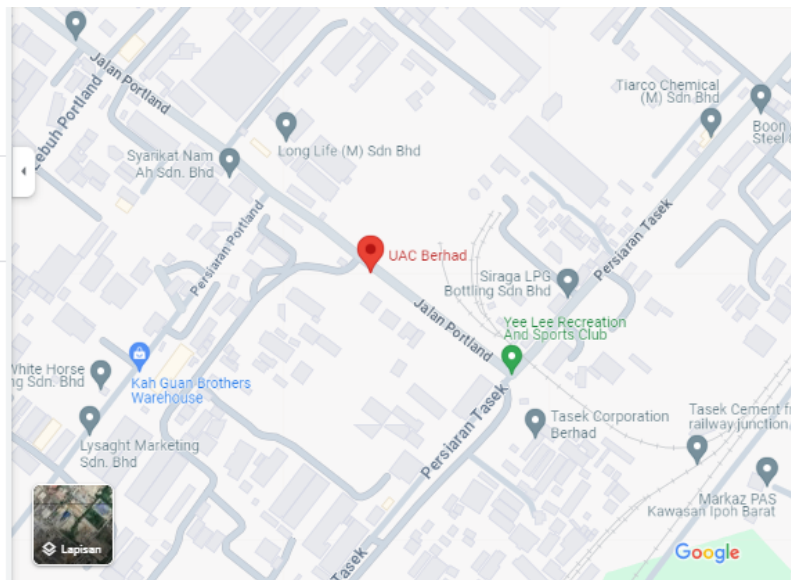 Jalan Portland
Lebuh Portland
Tiarco Chemical
(M) Sdn Bhd
Boon
Steel
Syarikat Nam
Ah Sdn. Bhd
Long Life (M) Sdn Bhd
Persiaran Portland
Persiaran Tasek
UAC Berhad
Siraga LPG
Bottling Sdn Bhd
Jalan Portland
Yee Lee Recreation
And Sports Club
White Horse
ng Sdn. Bhd
Kah Guan Brothers
Warehouse
Persiaran Tasek
Tasek Corporation
Berhad
Tasek Cement f
railway junction
Lysaght Marketing
Sdn. Bhd
Markaz PAS
Kawasan Ipoh Barat
Lapisan
Tasek
Google